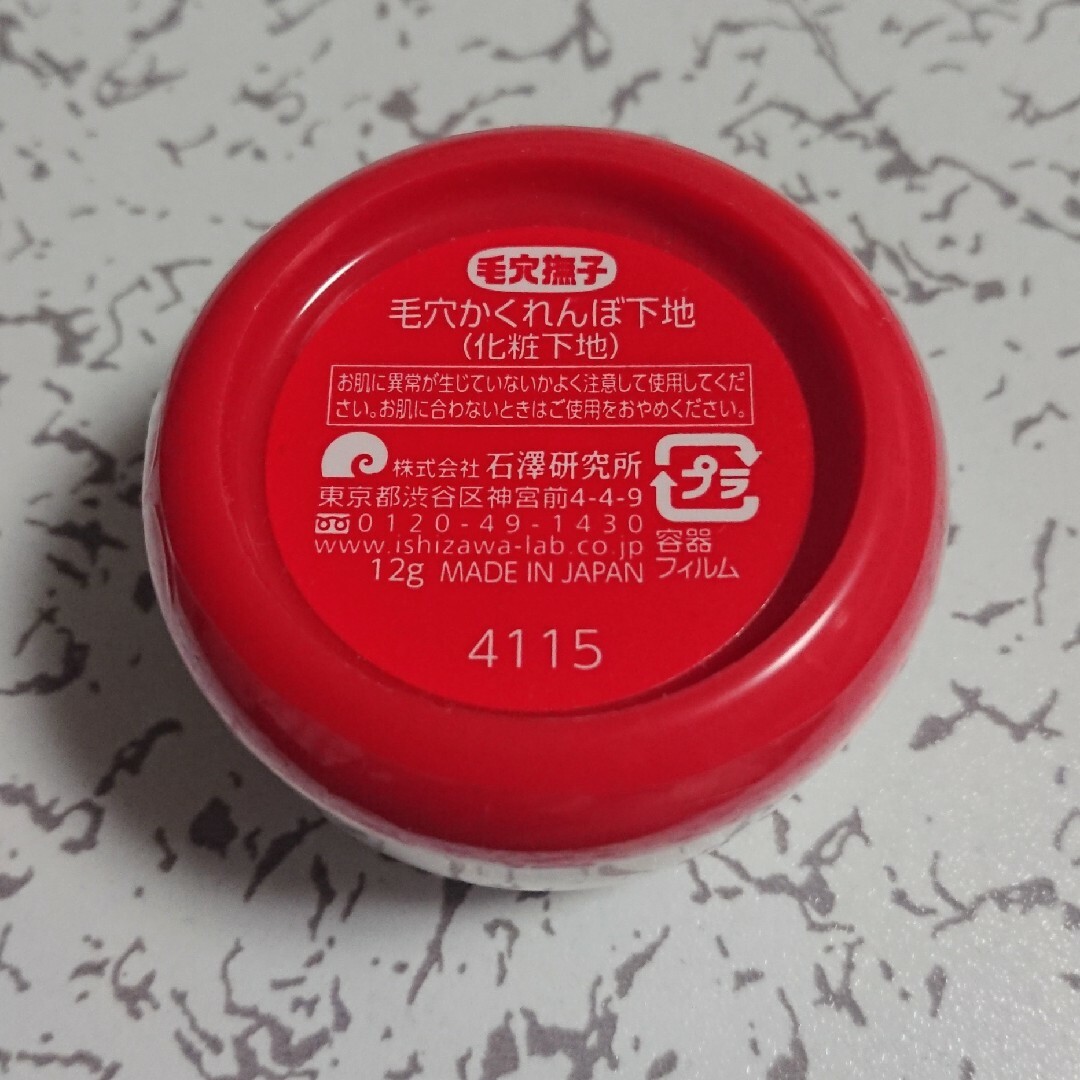 毛穴撫子
毛穴かくれんぼ下地
(化粧下地)
お肌に異常が生じていないかよく注意して使用してくだ
さい。お肌に合わないときはご使用をおやめください。
株式会社 石澤研究所
東京都渋谷区神宮前4-4-9
0120-49-1430
www.ishizawa-lab.co.jp
12g MADE IN JAPAN
プラ
容器
フィルム
4115